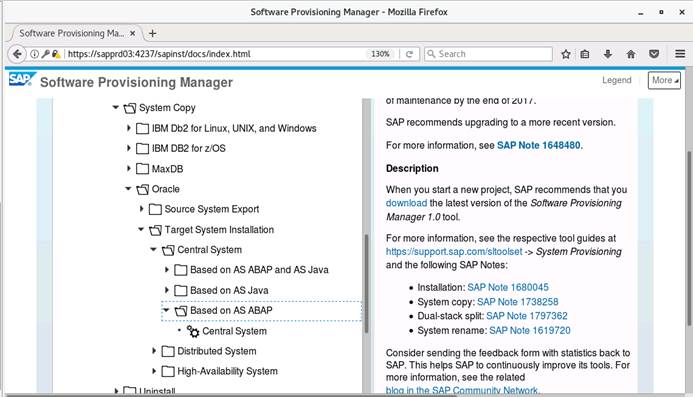 Software Provisioning Manager - Mozilla Firefox
Software Provisioning Ma...
https://sapprd03:4237/sapinst/docs/index.html
130%
Search
SAP
Software Provisioning Manager
Legend
More
System Copy
IBM Db2 for Linux, UNIX, and Windows
IBM DB2 for z/OS
MaxDB
Oracle
Source System Export
Target System Installation
Central System
Based on AS ABAP and AS Java
Based on AS Java
Based on AS ABAP
Central System
Distributed System
High-Availability System
Uninstall
of maintenance by the end of 2017.
SAP recommends upgrading to a more recent version.
For more information, see SAP Note 1648480.
Description
When you start a new project, SAP recommends that you
download the latest version of the Software Provisioning
Manager 1.0 tool.
For more information, see the respective tool guides at
https://support.sap.com/sltoolset -> System Provisioning
and the following SAP Notes:
• Installation: SAP Note 1680045
• System copy: SAP Note 1738258
• Dual-stack split: SAP Note 1797362
• System rename: SAP Note 1619720
Consider sending the feedback form with statistics back to
SAP. This helps SAP to continuously improve its tools. For
more information, see the related
blog in the SAP Community Network.